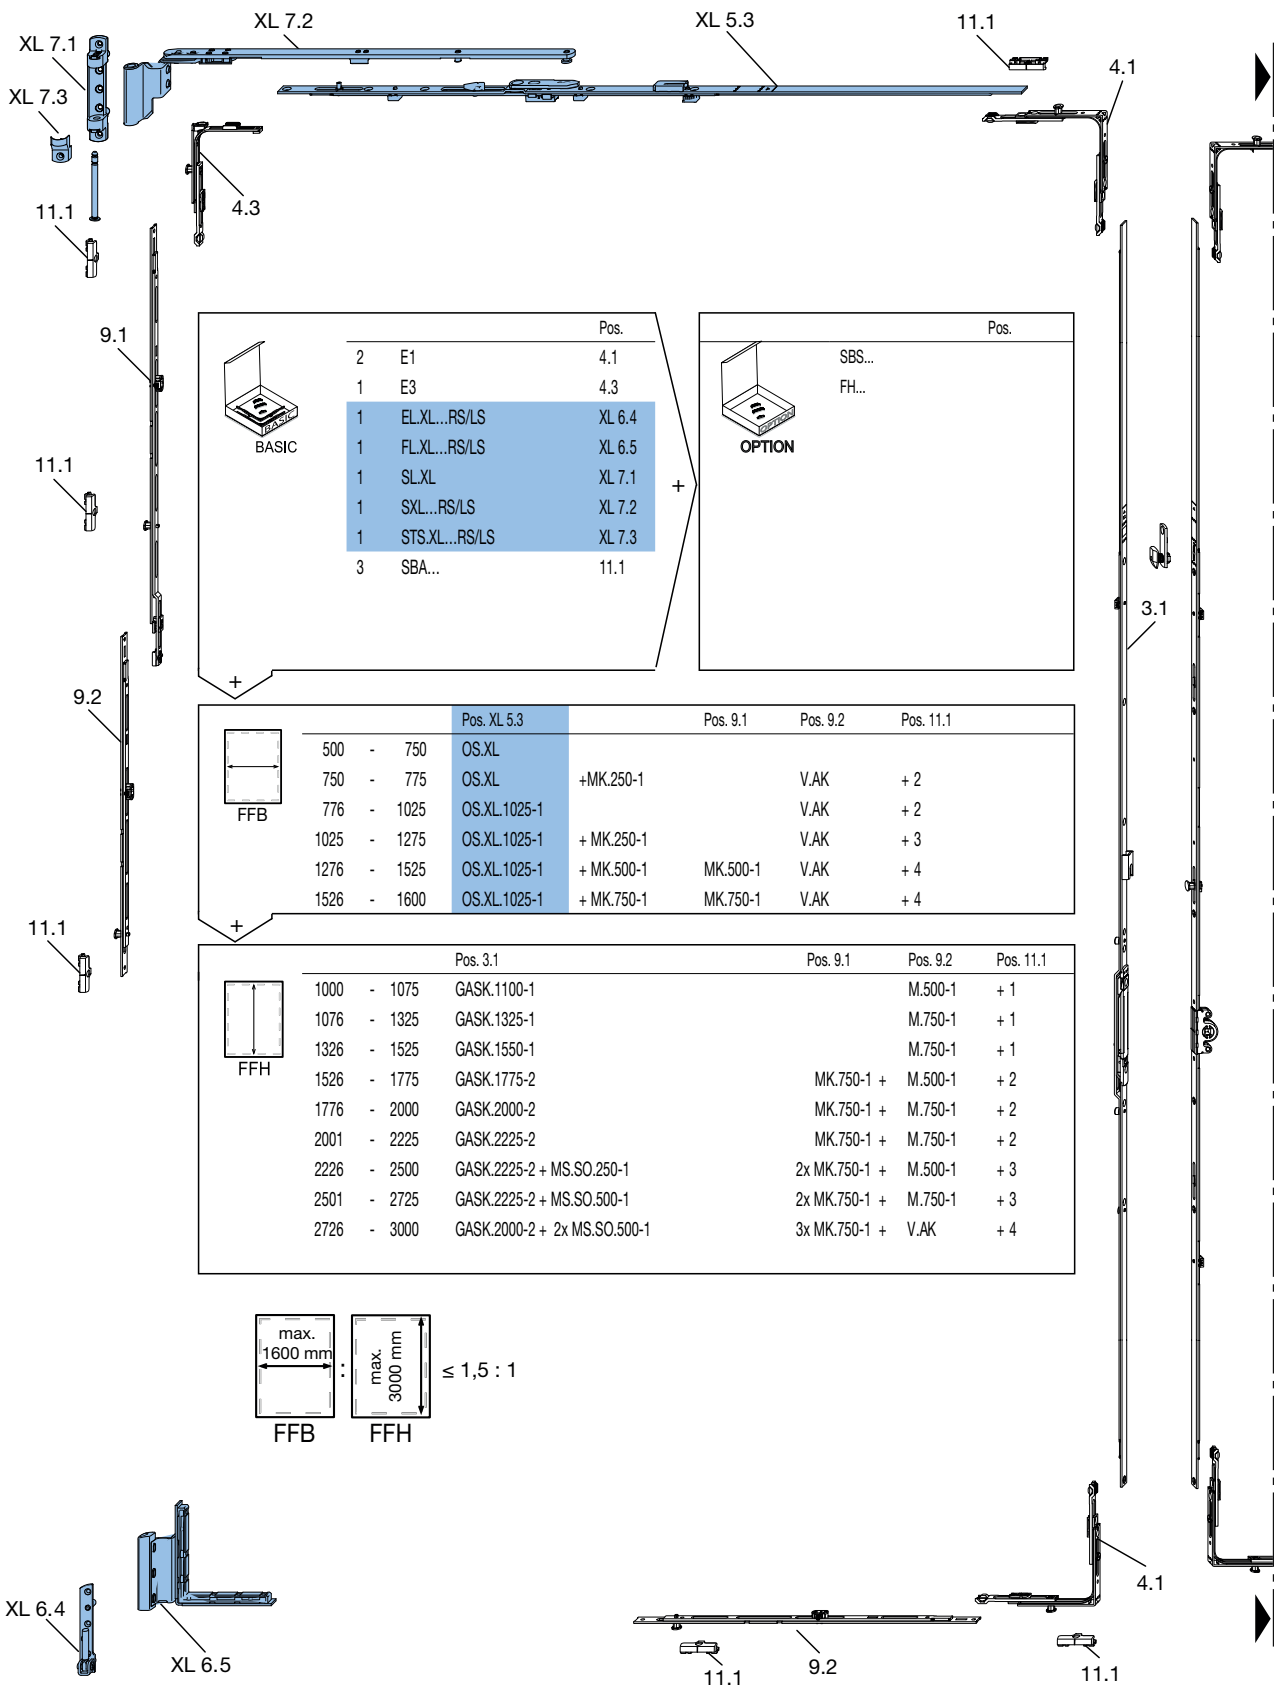 XL 7.2
XL 5.3
11.1
XL 7.1
4.1
XL 7.3
4.3
11.1
9.1
11.1
9.2
11.1
3.1
Pos.
2 E1 4.1
1 E3 4.3
1 EL.XL...RS/LS XL 6.4
1 FL.XL...RS/LS XL 6.5
1 SL.XL XL 7.1
1 SXL...RS/LS XL 7.2
1 STS.XL...RS/LS XL 7.3
3 SBA... 11.1
BASIC
BASIC
+
Pos.
SBS...
FH...
OPTION
OPTION
+
Pos. XL 5.3 Pos. 9.1 Pos. 9.2 Pos. 11.1
500 - 750 OS.XL
750 - 775 OS.XL +MK.250-1 V.AK + 2
776 - 1025 OS.XL.1025-1 V.AK + 2
1025 - 1275 OS.XL.1025-1 + MK.250-1 V.AK + 3
1276 - 1525 OS.XL.1025-1 + MK.500-1 MK.500-1 V.AK + 4
1526 - 1600 OS.XL.1025-1 + MK.750-1 MK.750-1 V.AK + 4
FFB
+
Pos. 3.1 Pos. 9.1 Pos. 9.2 Pos. 11.1
1000 - 1075 GASK.1100-1 M.500-1 + 1
1076 - 1325 GASK.1325-1 M.750-1 + 1
1326 - 1525 GASK.1550-1 M.750-1 + 1
1526 - 1775 GASK.1775-2 MK.750-1 + M.500-1 + 2
1776 - 2000 GASK.2000-2 MK.750-1 + M.750-1 + 2
2001 - 2225 GASK.2225-2 MK.750-1 + M.750-1 + 2
2226 - 2500 GASK.2225-2 + MS.SO.250-1 2x MK.750-1 + M.500-1 + 3
2501 - 2725 GASK.2225-2 + MS.SO.500-1 2x MK.750-1 + M.750-1 + 3
2726 - 3000 GASK.2000-2 + 2x MS.SO.500-1 3x MK.750-1 + V.AK + 4
FFH
max.
1600 mm
:
max.
3000 mm
≤ 1,5 : 1
FFB
FFH
XL 6.4
XL 6.5
4.1
9.2
11.1
11.1